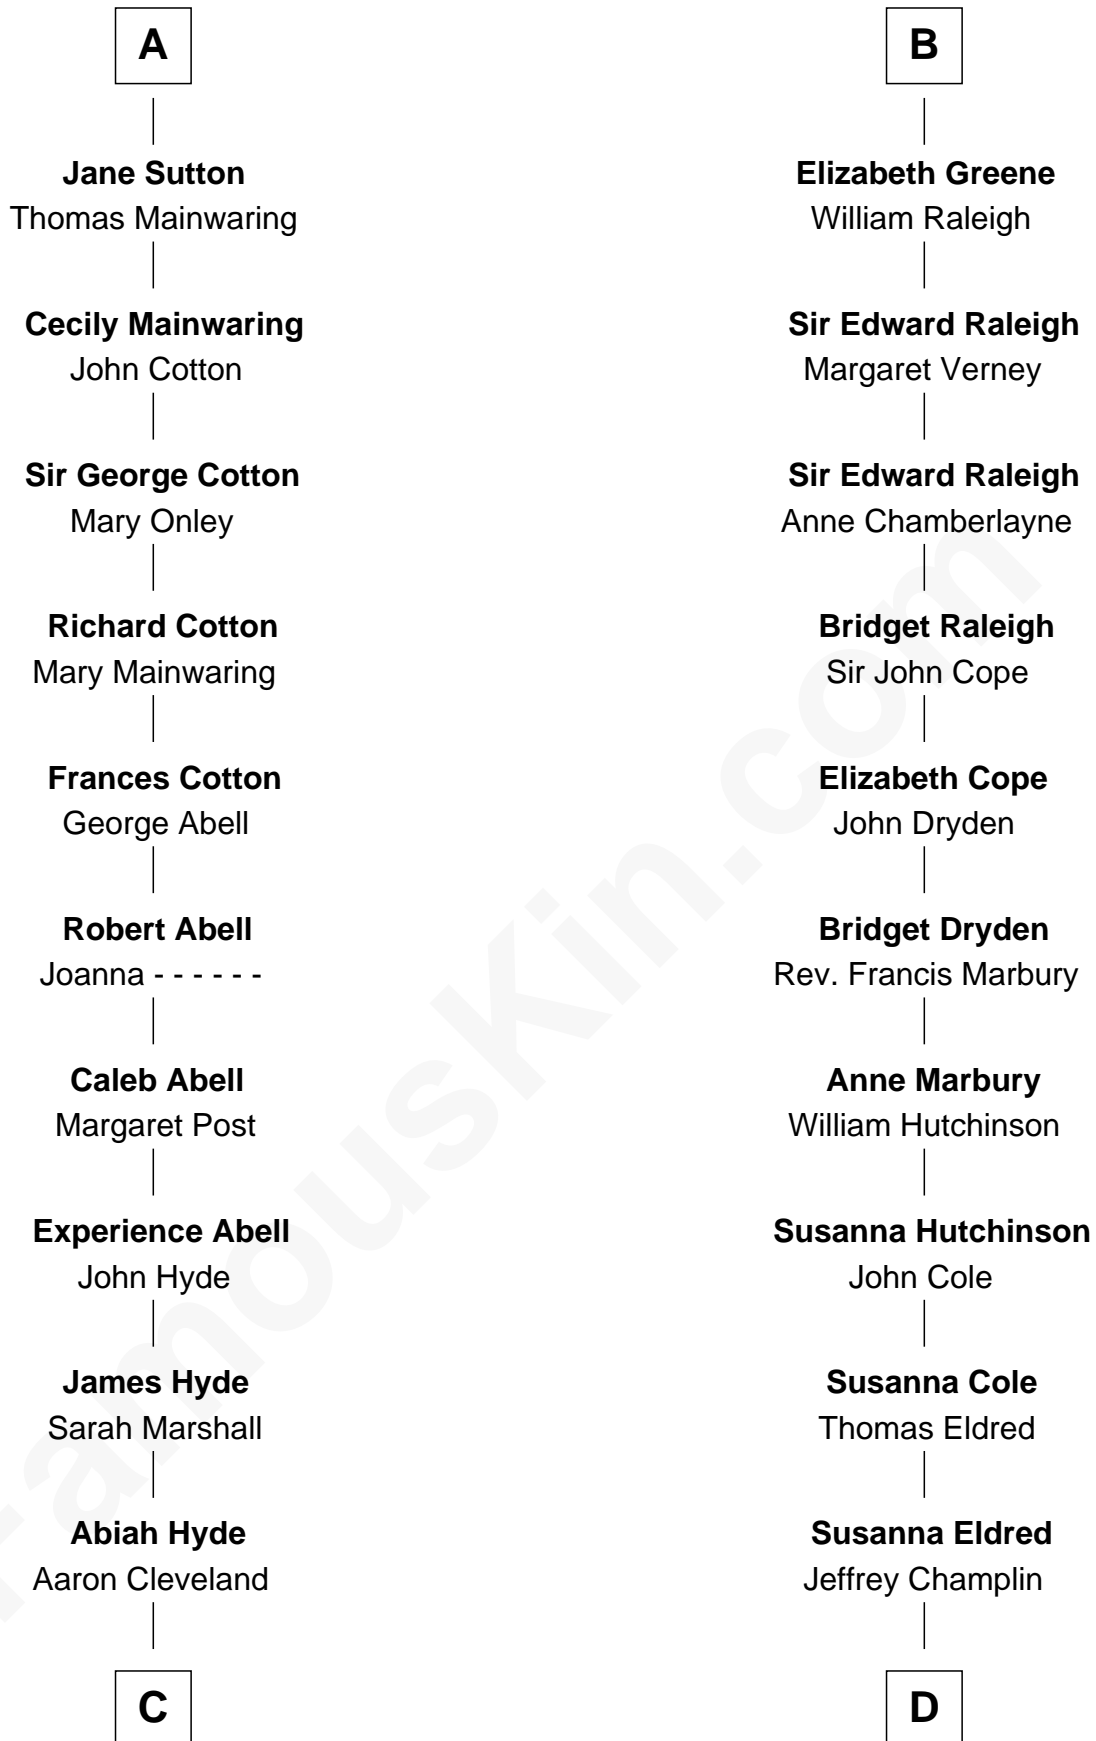 A
Jane Sutton
Thomas Mainwaring
Cecily Mainwaring
John Cotton
Sir George Cotton
Mary Onley
Richard Cotton
Mary Mainwaring
Frances Cotton
George Abell
Robert Abell
Joanna - - - - - -
Caleb Abell
Margaret Post
Experience Abell
John Hyde
James Hyde
Sarah Marshall
Abiah Hyde
Aaron Cleveland
C
B
Elizabeth Greene
William Raleigh
Sir Edward Raleigh
Margaret Verney
Sir Edward Raleigh
Anne Chamberlayne
Bridget Raleigh
Sir John Cope
Elizabeth Cope
John Dryden
Bridget Dryden
Rev. Francis Marbury
Anne Marbury
William Hutchinson
Susanna Hutchinson
John Cole
Susanna Cole
Thomas Eldred
Susanna Eldred
Jeffrey Champlin
D
FamousKin.com